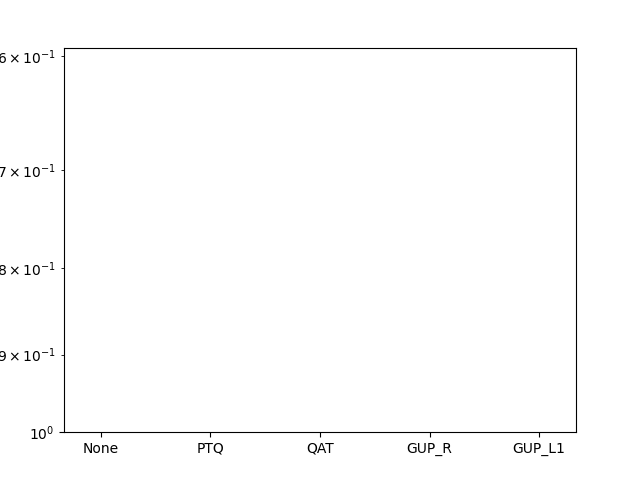 6 × 10⁻¹
7 × 10⁻¹
8 × 10⁻¹
9 × 10⁻¹
10⁰
None PTQ QAT GUP_R GUP_L1